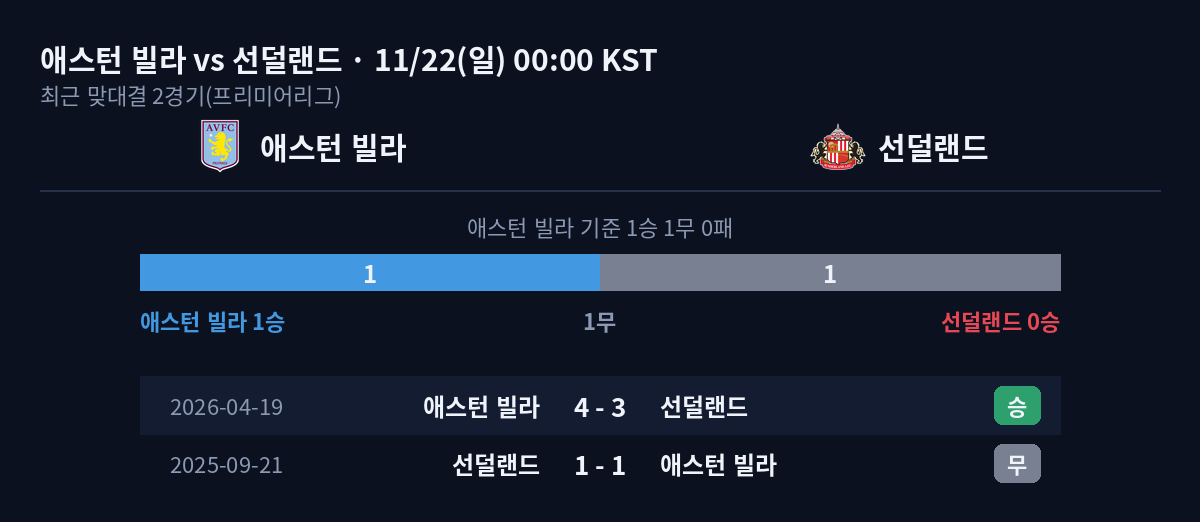 애스턴 빌라 vs 선덜랜드 · 11/22(일) 00:00 KST
최근 맞대결 2경기(프리미어리그)
AVFC
애스턴 빌라 선덜랜드
애스턴 빌라 기준 1승 1무 0패
1 1
애스턴 빌라 1승 1무 선덜랜드 0승
2026-04-19 애스턴 빌라 4 - 3 선덜랜드 승
2025-09-21 선덜랜드 1 - 1 애스턴 빌라 무